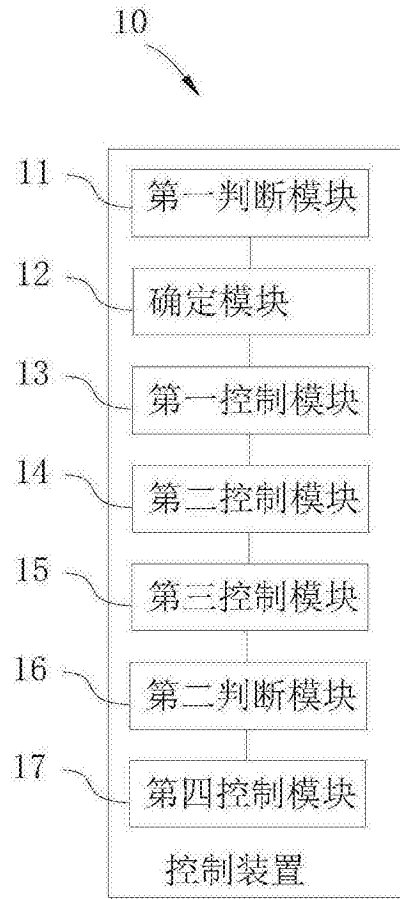 10
11
第一判断模块
12
确定模块
13
第一控制模块
14
第二控制模块
15
第三控制模块
16
第二判断模块
17
第四控制模块
控制装置